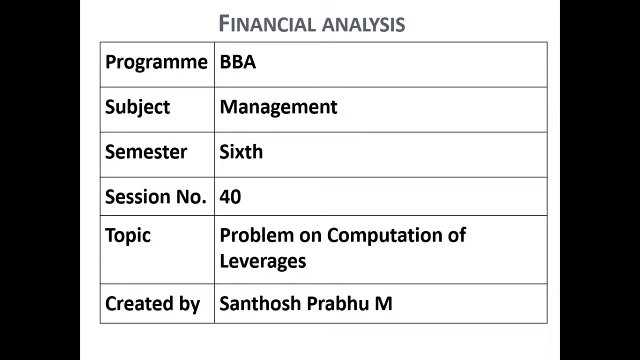 FINANCIAL ANALYSIS
Programme BBA
Subject Management
Semester Sixth
Session No. 40
Topic Problem on Computation of
Leverages
Created by Santhosh Prabhu M